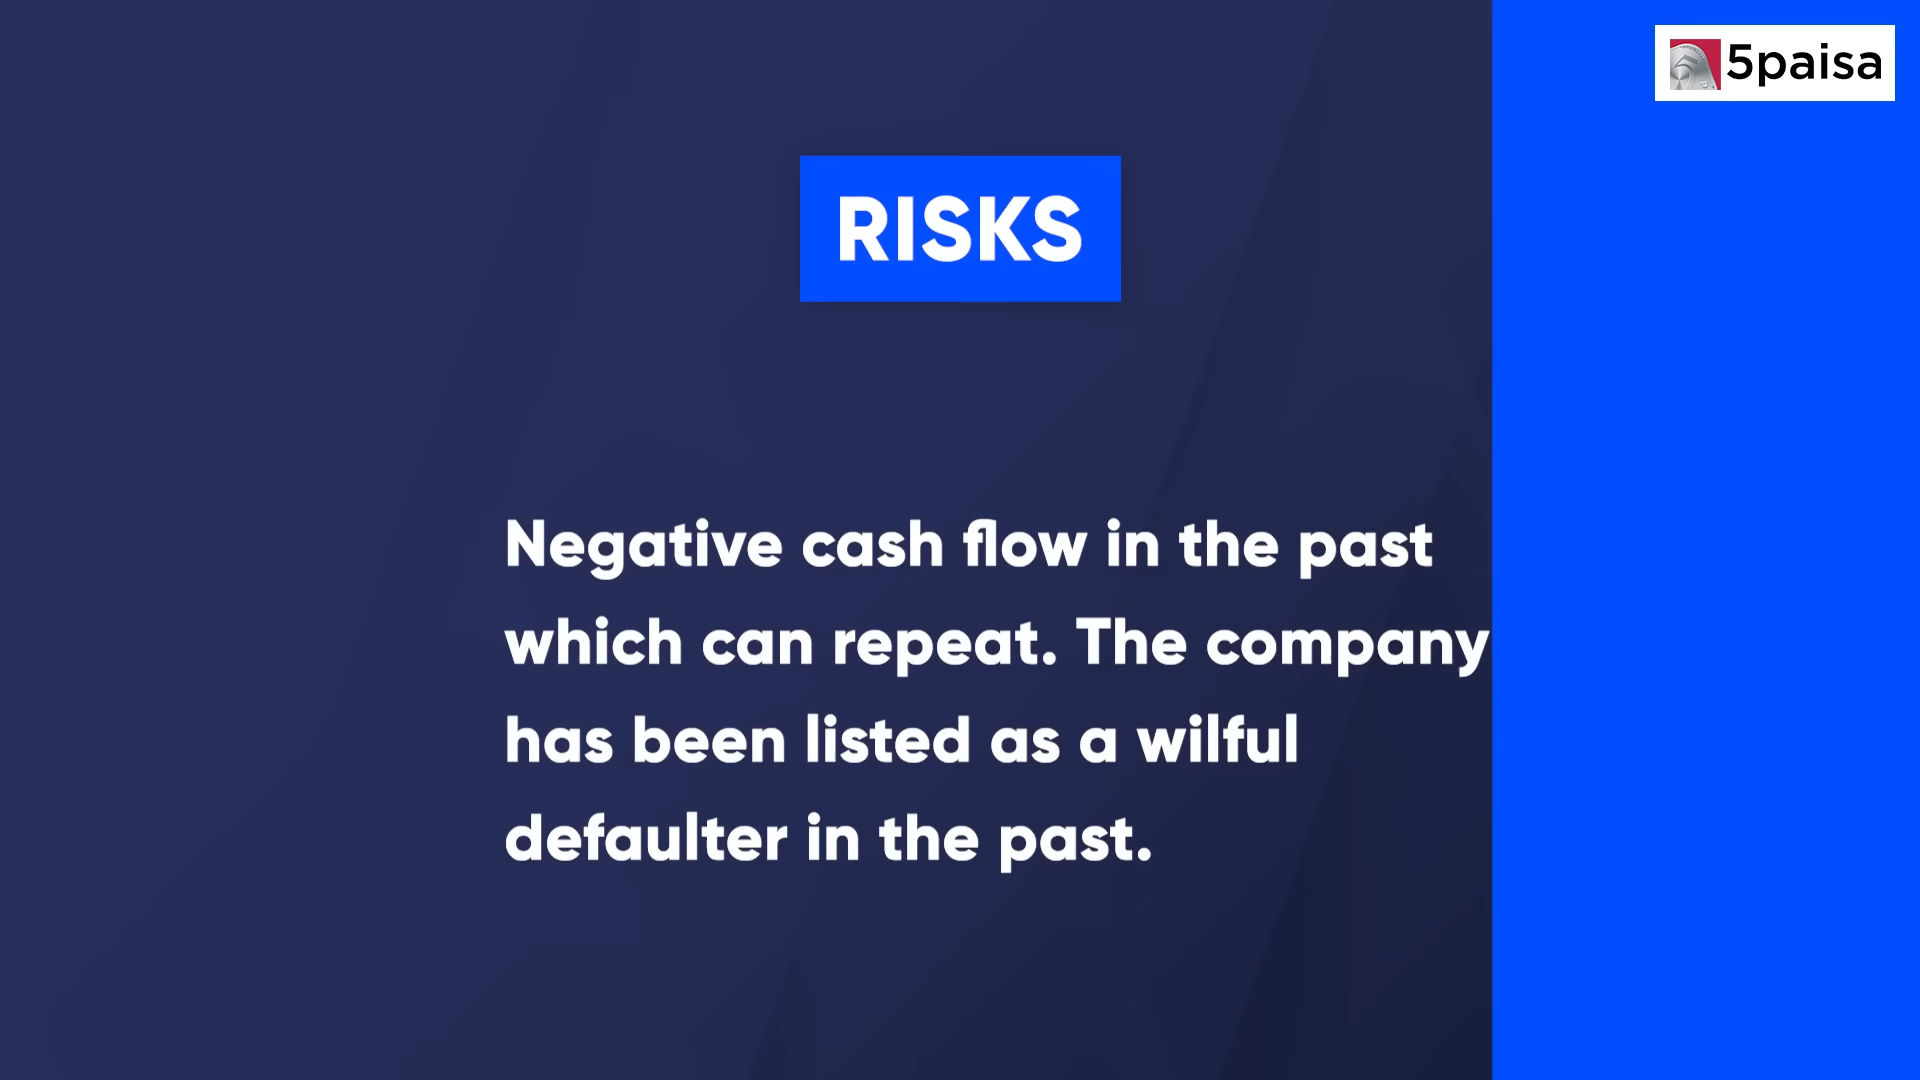 5paisa
RISKS
Negative cash flow in the past
which can repeat. The company
has been listed as a wilful
defaulter in the past.